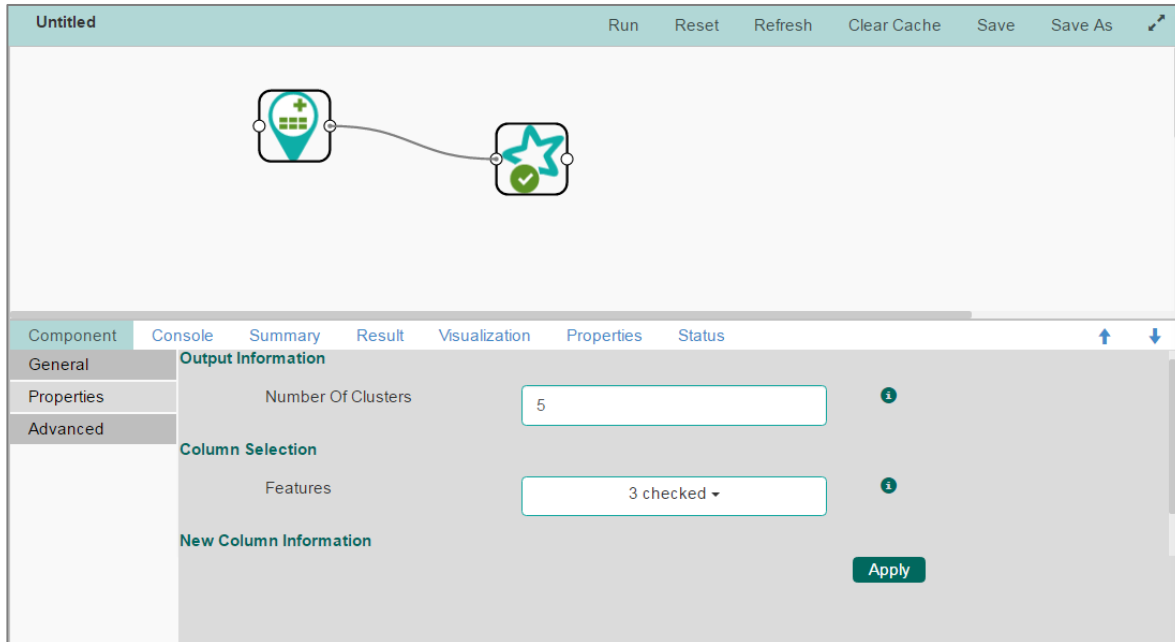 Untitled Run Reset Refresh Clear Cache Save Save As
Component Console Summary Result Visualization Properties Status
General
Properties
Advanced
Output Information
Number Of Clusters 5
Column Selection
Features 3 checked
New Column Information
Apply